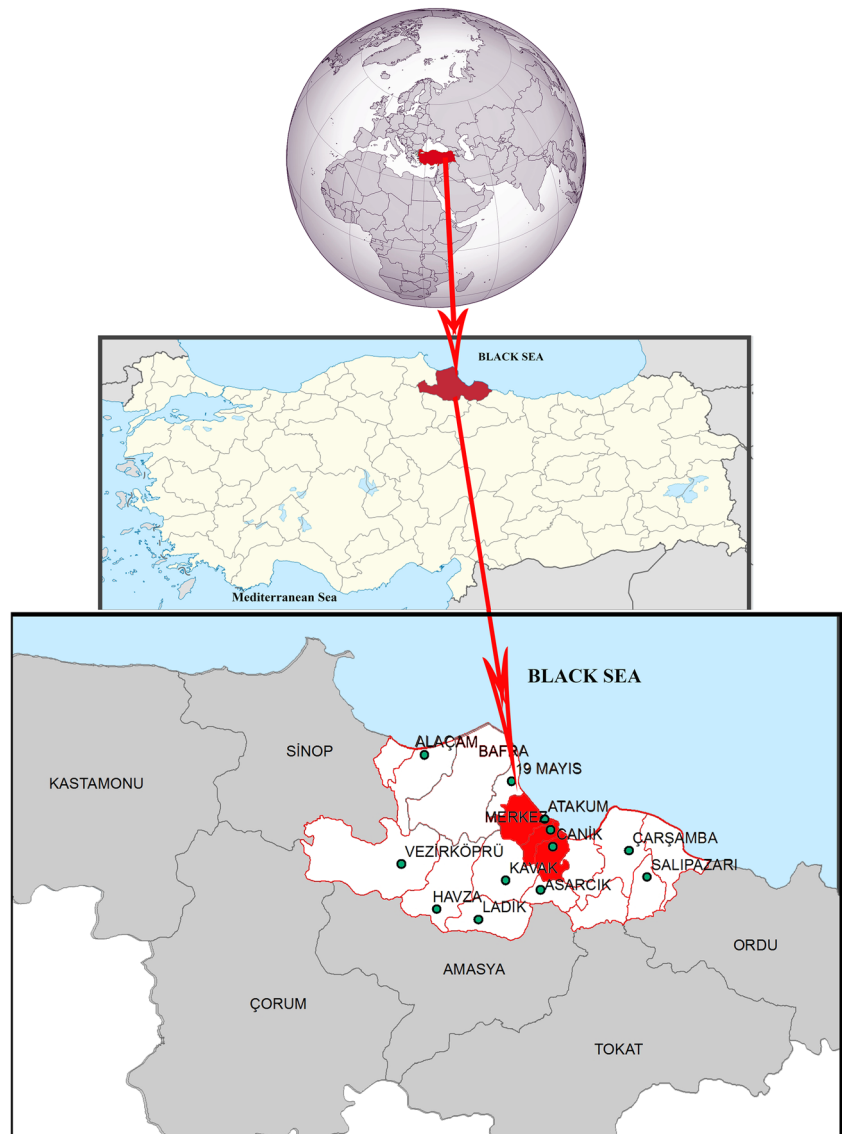 BLACK SEA
Mediterranean Sea
BLACK SEA
ALAÇAM
SİNOP
BAFRA
19 MAYIS
KASTAMONU
MERKEZ
ATAKUM
CANİK
ÇARŞAMBA
VEZİRKÖPRÜ
KAVAK
SALIPAZARI
ASARCIK
HAVZA
LADİK
ORDU
AMASYA
ÇORUM
TOKAT